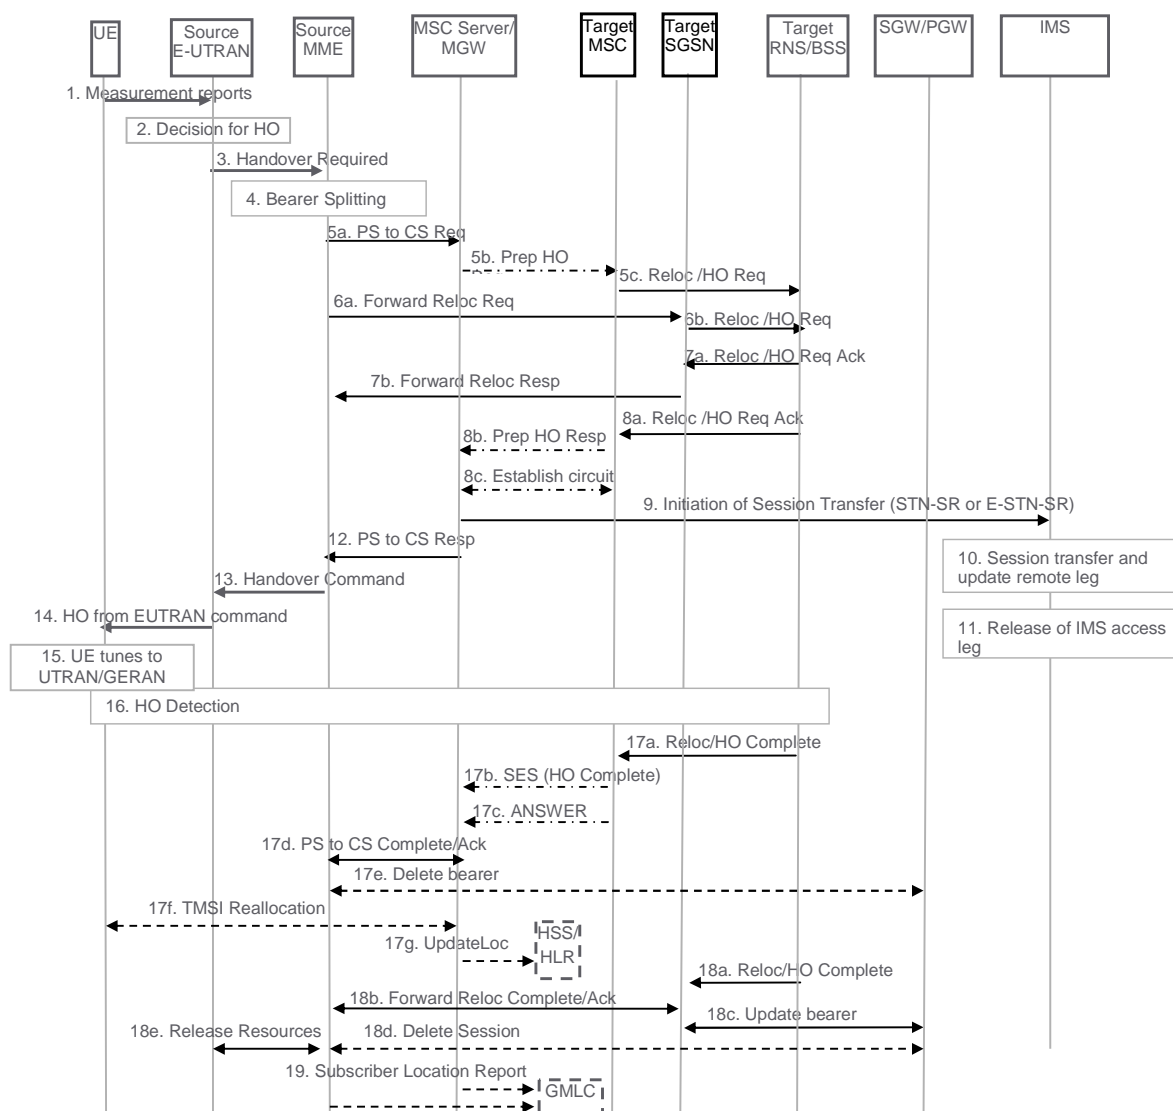 UE
Source
E-UTRAN
Source
MME
MSC Server/
MGW
Target
MSC
Target
SGSN
Target
RNS/BSS
SGW/PGW
IMS
1. Measurement reports
2. Decision for HO
3. Handover Required
4. Bearer Splitting
5a. PS to CS Req
5b. Prep HO
5c. Reloc /HO Req
6a. Forward Reloc Req
6b. Reloc /HO Req
7a. Reloc /HO Req Ack
7b. Forward Reloc Resp
8a. Reloc /HO Req Ack
8b. Prep HO Resp
8c. Establish circuit
9. Initiation of Session Transfer (STN-SR or E-STN-SR)
12. PS to CS Resp
10. Session transfer and
update remote leg
13. Handover Command
14. HO from EUTRAN command
11. Release of IMS access
leg
15. UE tunes to
UTRAN/GERAN
16. HO Detection
17a. Reloc/HO Complete
17b. SES (HO Complete)
17c. ANSWER
17d. PS to CS Complete/Ack
17e. Delete bearer
17f. TMSI Reallocation
17g. UpdateLoc
HSS/
HLR
18a. Reloc/HO Complete
18b. Forward Reloc Complete/Ack
18c. Update bearer
18e. Release Resources
18d. Delete Session
19. Subscriber Location Report
GMLC